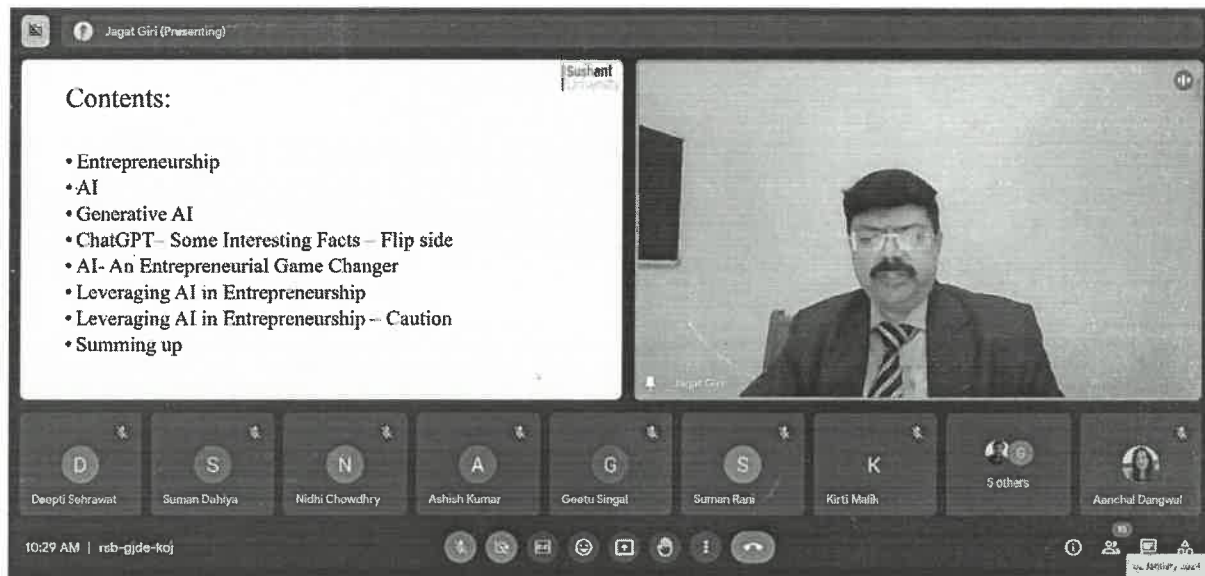 Jagat Giri (Presenting)
Sushant
University
Contents:
• Entrepreneurship
• AI
• Generative AI
• ChatGPT– Some Interesting Facts – Flip side
• AI- An Entrepreneurial Game Changer
• Leveraging AI in Entrepreneurship
• Leveraging AI in Entrepreneurship – Caution
• Summing up
Jagat Giri
D
S
N
A
G
S
K
G
5 others
Deepti Sehrawat
Suman Dahiya
Nidhi Chowdhry
Ashish Kumar
Geetu Singal
Suman Rani
Kirti Malik
Aanchal Dangwal
10:29 AM | rsb-gjde-koj